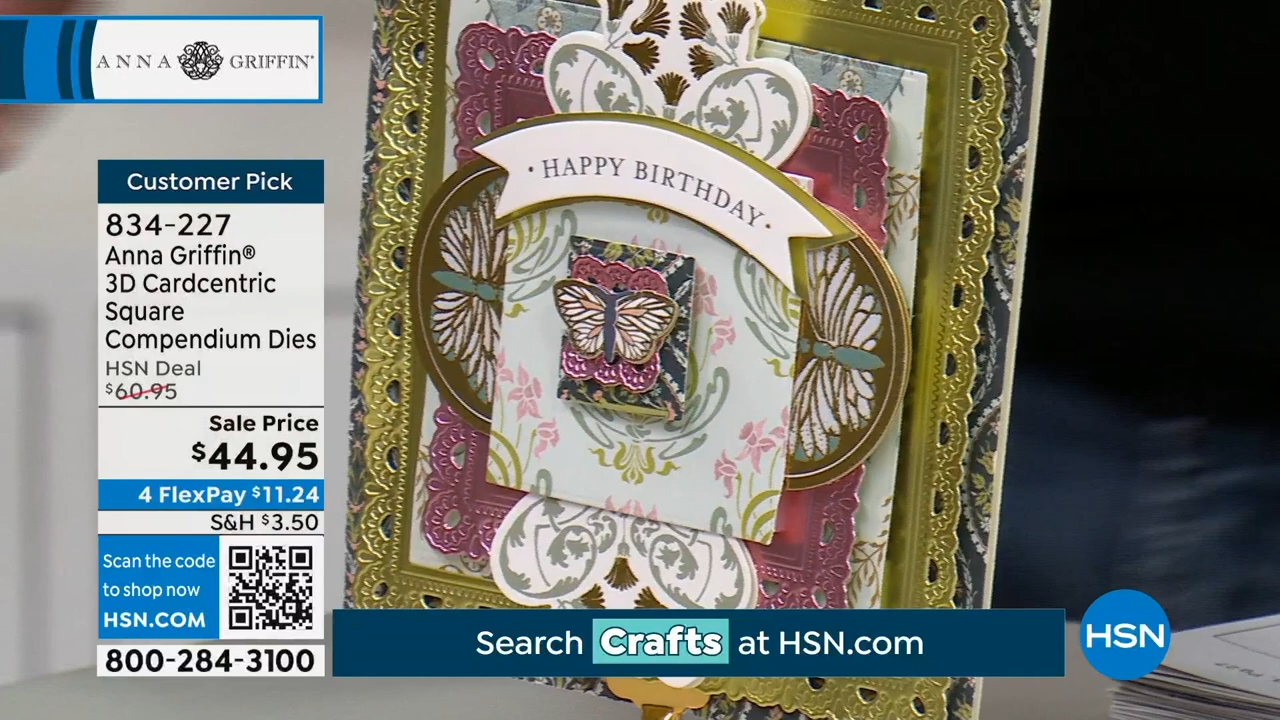 ANNA GRIFFIN®
Customer Pick
834-227
Anna Griffin®
3D Cardcentric
Square
Compendium Dies
HSN Deal
$60.95
Sale Price
$44.95
4 FlexPay $11.24
S&H $3.50
Scan the code
to shop now
HSN.COM
800-284-3100
· HAPPY BIRTHDAY ·
Search Crafts at HSN.com
HSN